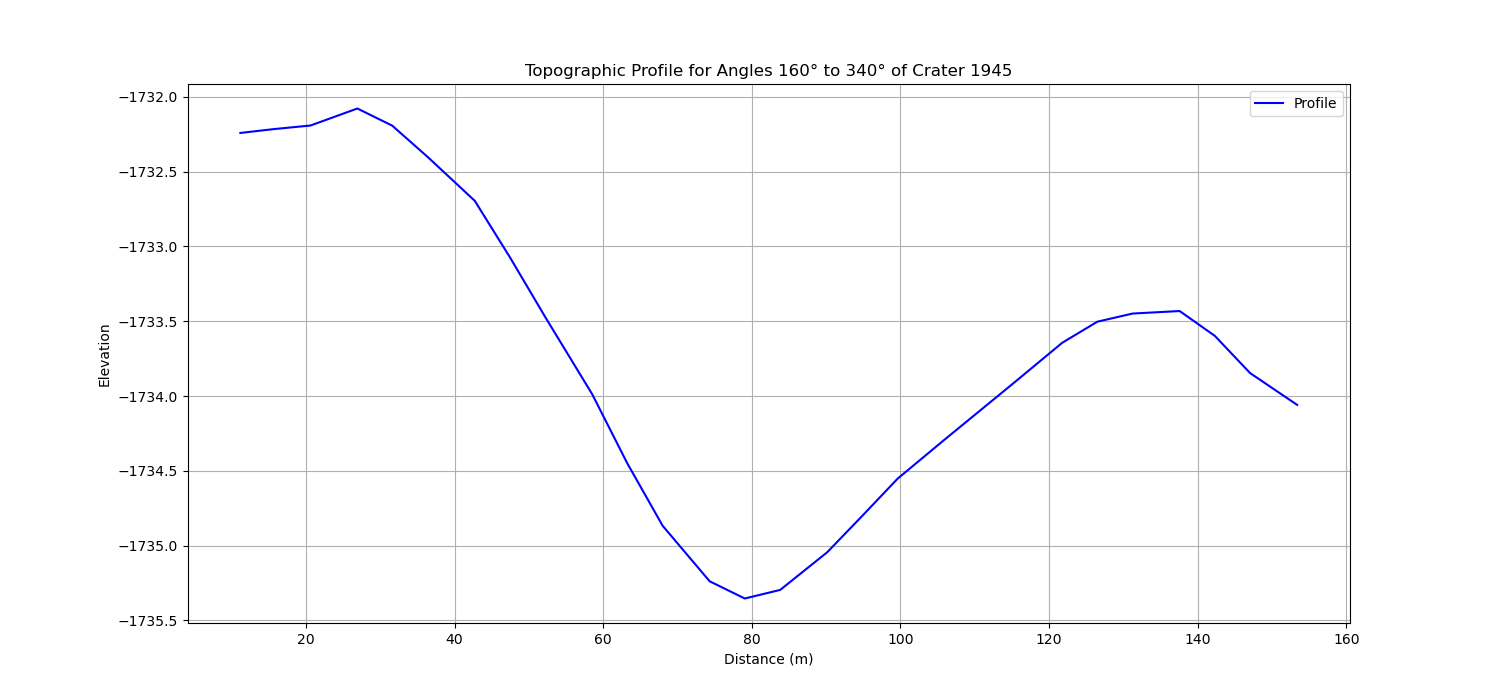 Topographic Profile for Angles 160° to 340° of Crater 1945
Profile
−1732.0
−1732.5
−1733.0
−1733.5
−1734.0
−1734.5
−1735.0
−1735.5
Elevation
20 40 60 80 100 120 140 160
Distance (m)